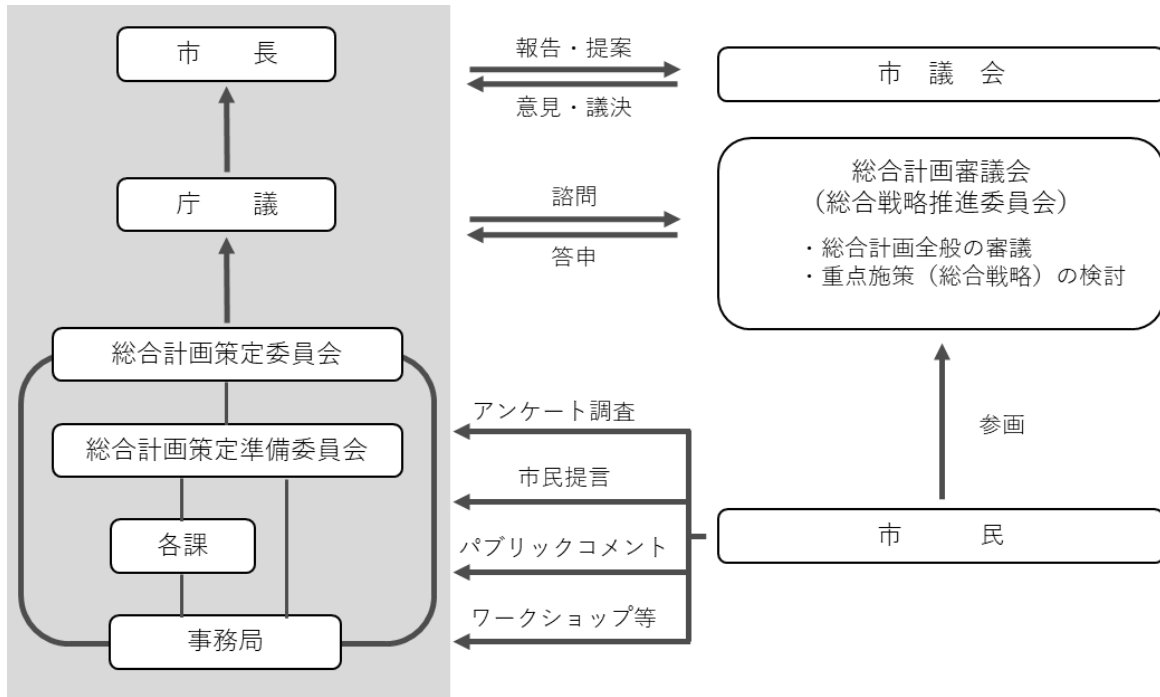 市　　長
庁　　議
総合計画策定委員会
総合計画策定準備委員会
各課
事務局
報告・提案
意見・議決
諮問
答申
アンケート調査
市民提言
パブリックコメント
ワークショップ等
市　議　会
総合計画審議会
（総合戦略推進委員会）
・総合計画全般の審議
・重点施策（総合戦略）の検討
参画
市　　民